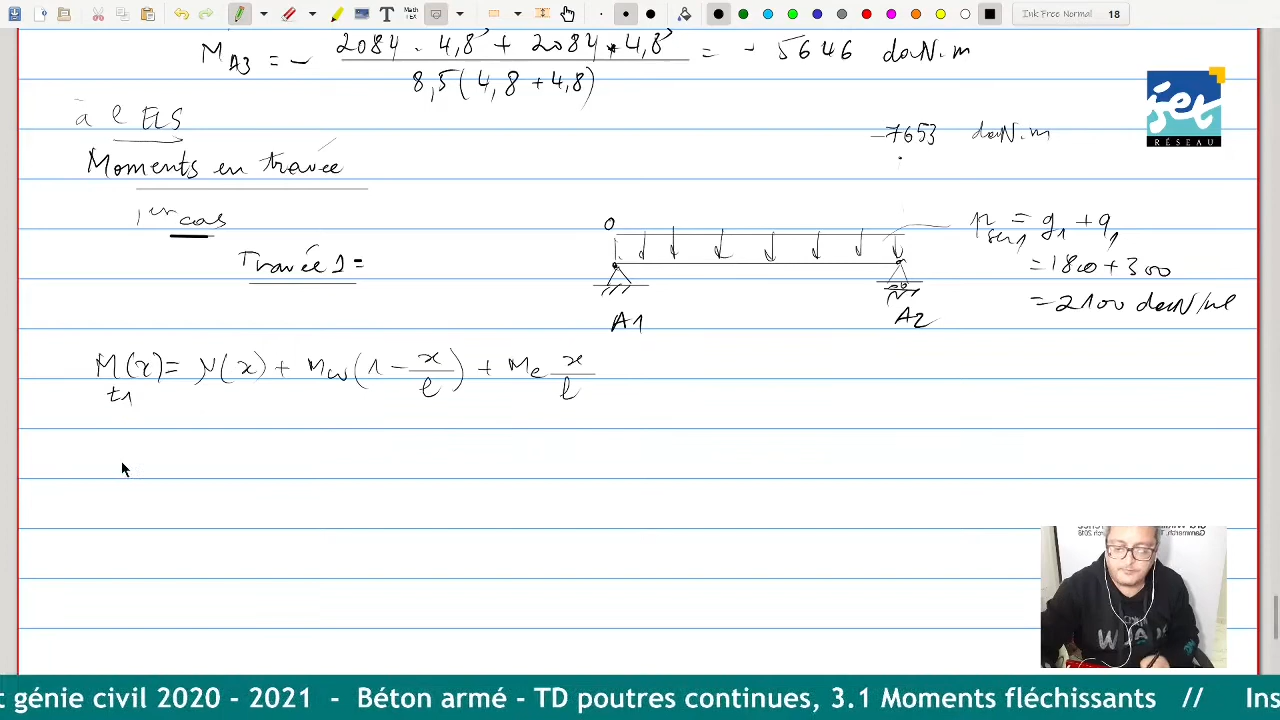 Ink Free Normal 18
M_A3 = - (2084 . 4,8³ + 2084 * 4,8³) / (8,5(4,8 + 4,8)) = - 5646 daN.m
iset
RÉSEAU
à l ELS
-7653 daN.m
Moments en travée
1er cas
Travée 1 =
0
p ser1 = g1 + q1
= 1800 + 300
= 2100 daN/ml
A1
A2
M t1 (x) = μ(x) + Mw(1 - x/l) + Me x/l
t génie civil 2020 - 2021 - Béton armé - TD poutres continues, 3.1 Moments fléchissants // Ins